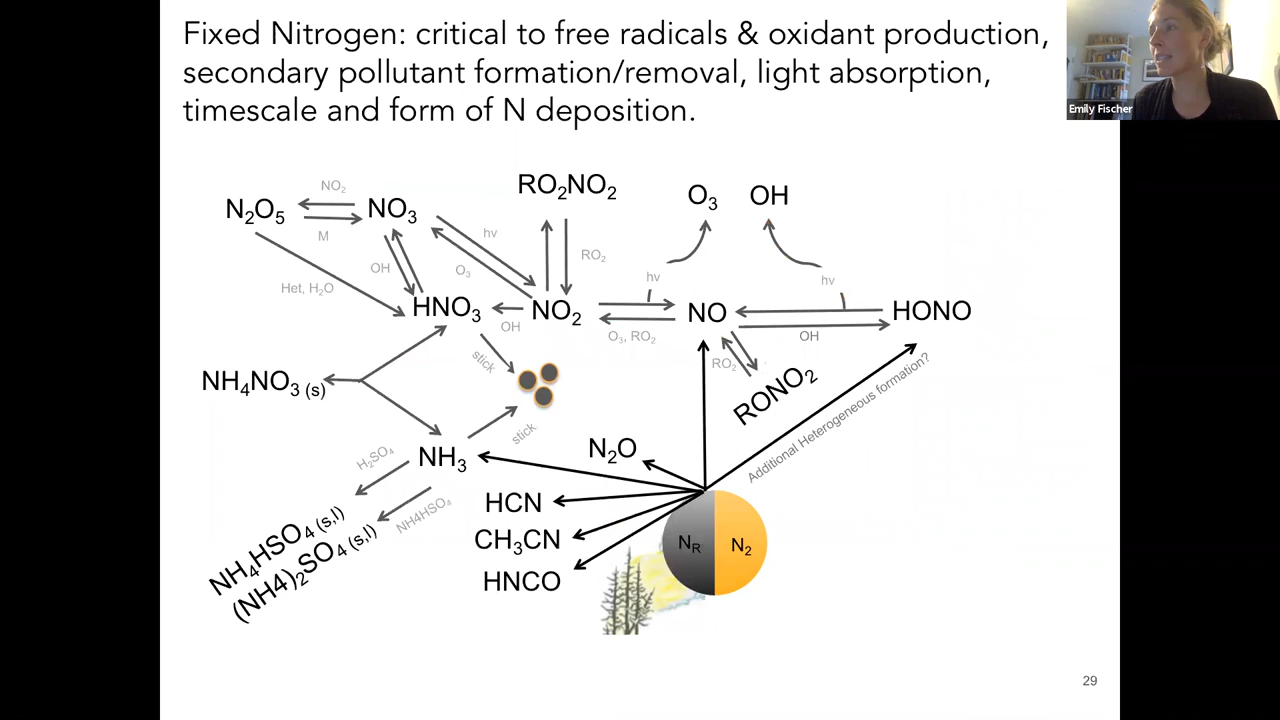 Fixed Nitrogen: critical to free radicals & oxidant production,
secondary pollutant formation/removal, light absorption,
timescale and form of N deposition.
Emily Fischer
RO₂NO₂
O₃ OH
N₂O₅
NO₂
M
NO₃
OH
hv
O₃
RO₂
hv
hv
Het, H₂O
HNO₃
OH
NO₂
O₃, RO₂
NO
OH
HONO
NH₄NO₃ (s)
stick
RO₂
RONO₂
Additional Heterogeneous formation?
stick
N₂O
H₂SO₄
NH₃
NH4HSO₄
HCN
CH₃CN
HNCO
NH₄HSO₄ (s,l)
(NH4)₂SO₄ (s,l)
N_R N₂
29